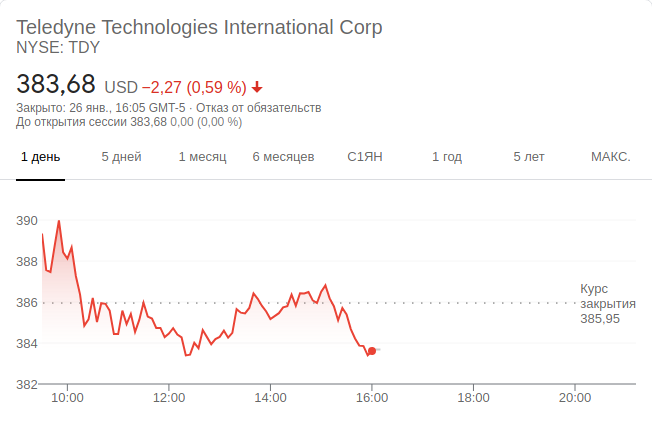 Teledyne Technologies International Corp
NYSE: TDY
383,68 USD −2,27 (0,59 %)
Закрыто: 26 янв., 16:05 GMT-5 · Отказ от обязательств
До открытия сессии 383,68 0,00 (0,00 %)
1 день 5 дней 1 месяц 6 месяцев С1ЯН 1 год 5 лет МАКС.
390
388
386
384
382
Курс
закрытия
385,95
10:00 12:00 14:00 16:00 18:00 20:00